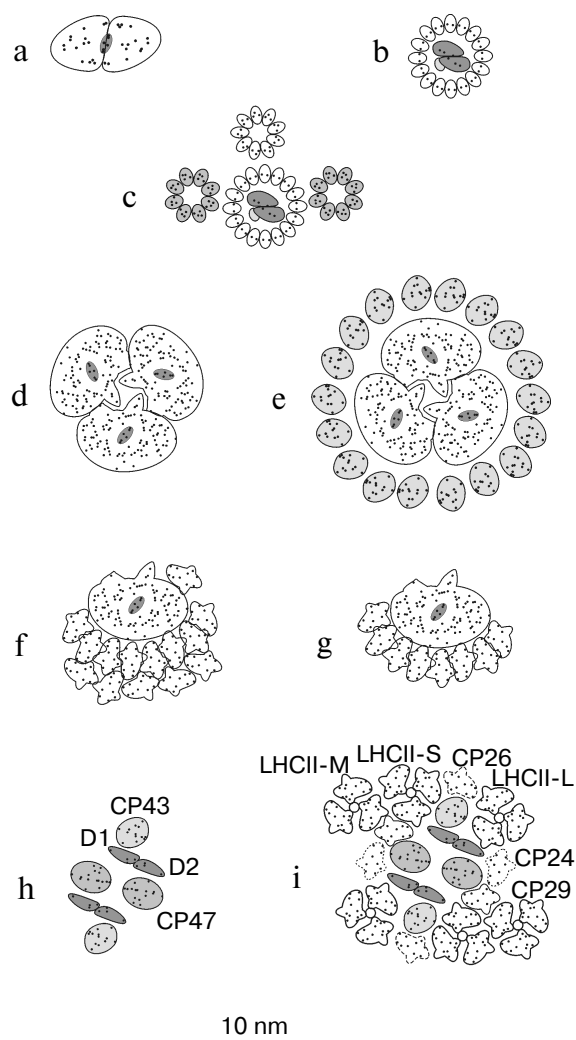 a
b
c
d
e
f
g
LHCII-M
LHCII-S
CP26
LHCII-L
CP43
D1
D2
CP24
h
i
CP29
CP47
10 nm